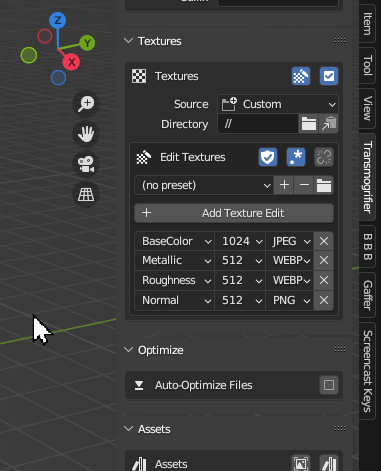 Z
Y
X
Textures
Textures
Source Custom
Directory //
Edit Textures
(no preset)
Add Texture Edit
BaseColor 1024 JPEG
Metallic 512 WEBP
Roughness 512 WEBP
Normal 512 PNG
Optimize
Auto-Optimize Files
Assets
Assets
Item
Tool
View
Transmogrifier
B B B
Gaffer
Screencast Keys